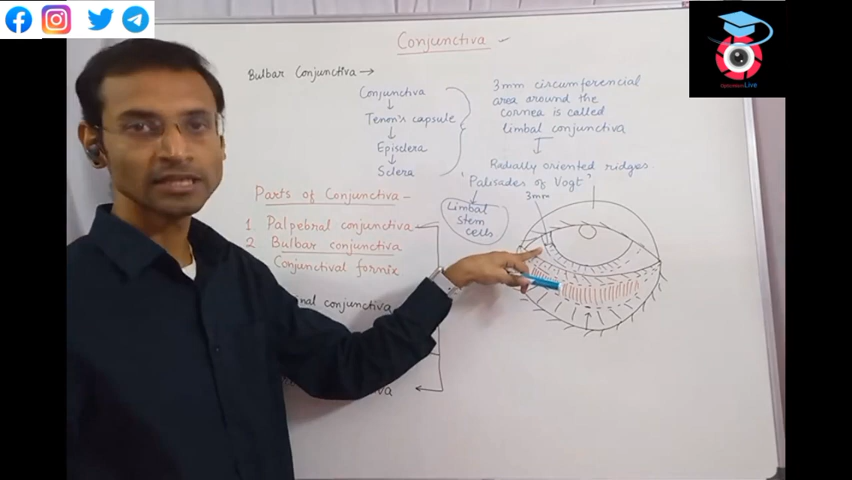 Conjunctiva
Bulbar Conjunctiva
Conjunctiva
Tenon's capsule
Episclera
Sclera
3mm circumferencial
area around the
cornea is called
limbal conjunctiva
Radially oriented ridges.
'Palisades of Vogt'
3mm
Limbal
stem
cells
Parts of Conjunctiva -
1 Palpebral conjunctiva
2 Bulbar conjunctiva
Conjunctival fornix
conjunctiva